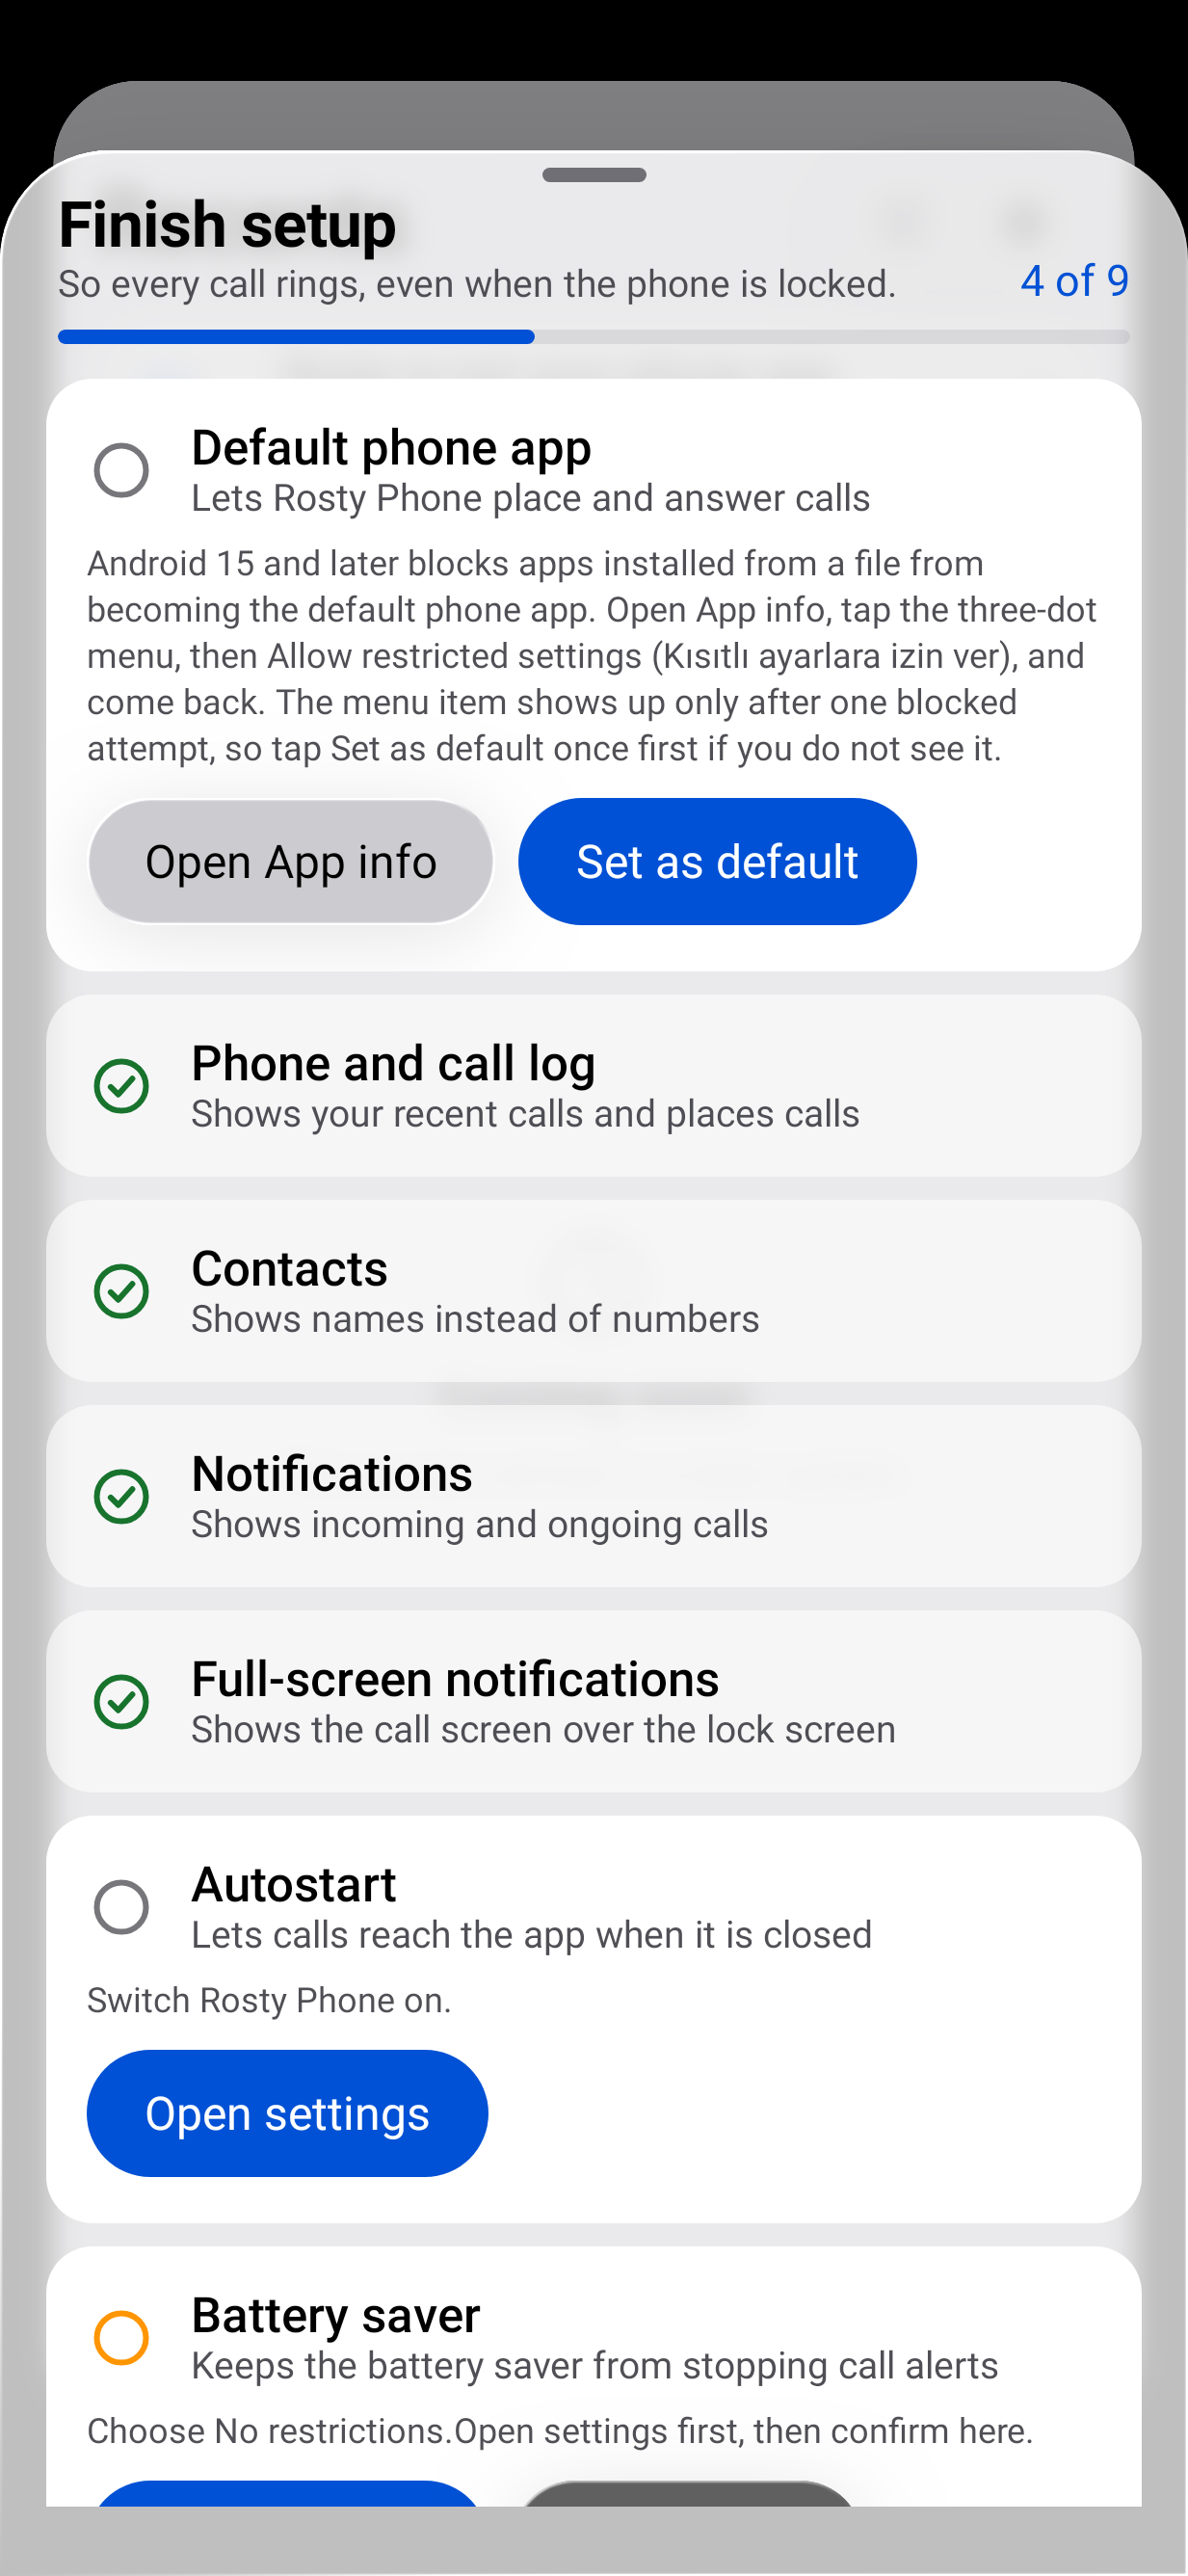 Finish setup
So every call rings, even when the phone is locked.
4 of 9
Default phone app
Lets Rosty Phone place and answer calls
Android 15 and later blocks apps installed from a file from
becoming the default phone app. Open App info, tap the three-dot
menu, then Allow restricted settings (Kısıtlı ayarlara izin ver), and
come back. The menu item shows up only after one blocked
attempt, so tap Set as default once first if you do not see it.
Open App info
Set as default
Phone and call log
Shows your recent calls and places calls
Contacts
Shows names instead of numbers
Notifications
Shows incoming and ongoing calls
Full-screen notifications
Shows the call screen over the lock screen
Autostart
Lets calls reach the app when it is closed
Switch Rosty Phone on.
Open settings
Battery saver
Keeps the battery saver from stopping call alerts
Choose No restrictions.Open settings first, then confirm here.